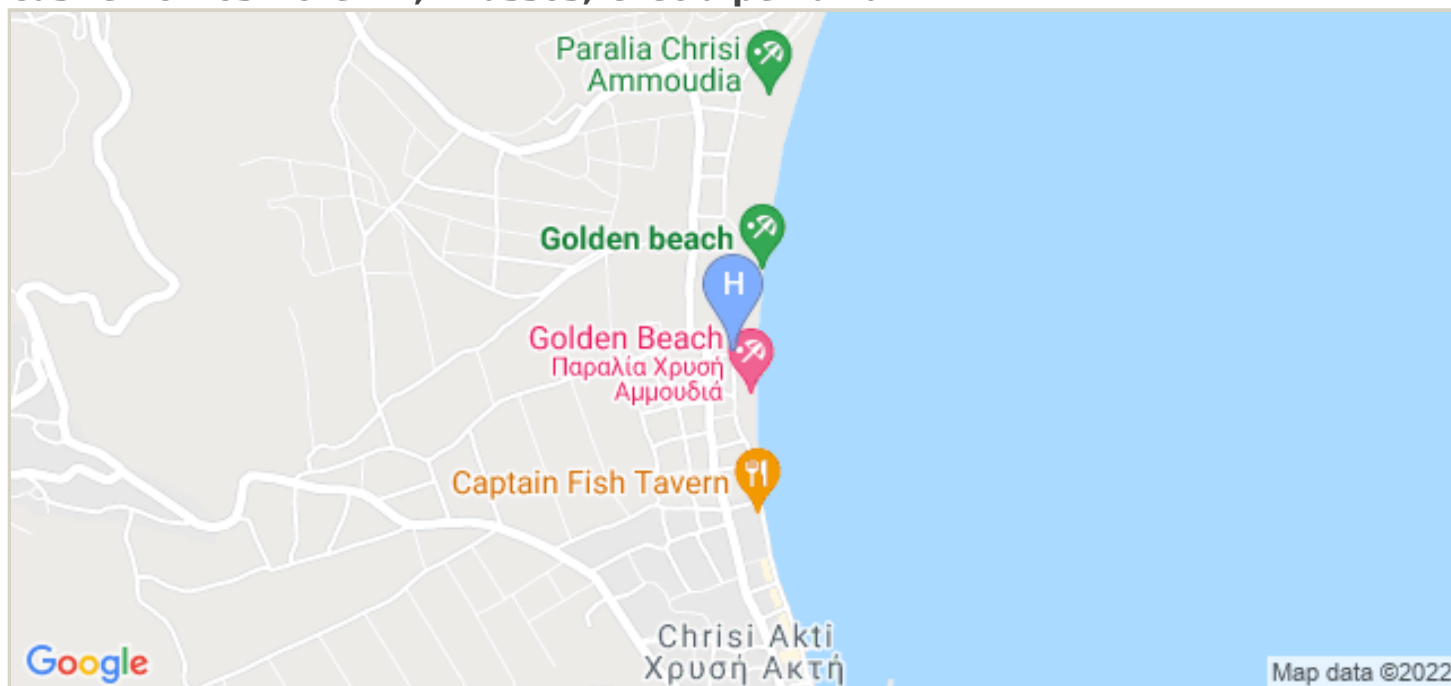 Paralia Chrisi
Ammoudia
Golden beach
H
Golden Beach
Παραλία Χρυσή
Αμμουδιά
Captain Fish Tavern
Chrisi Akti
Χρυσή Ακτή
Google
Map data ©2022